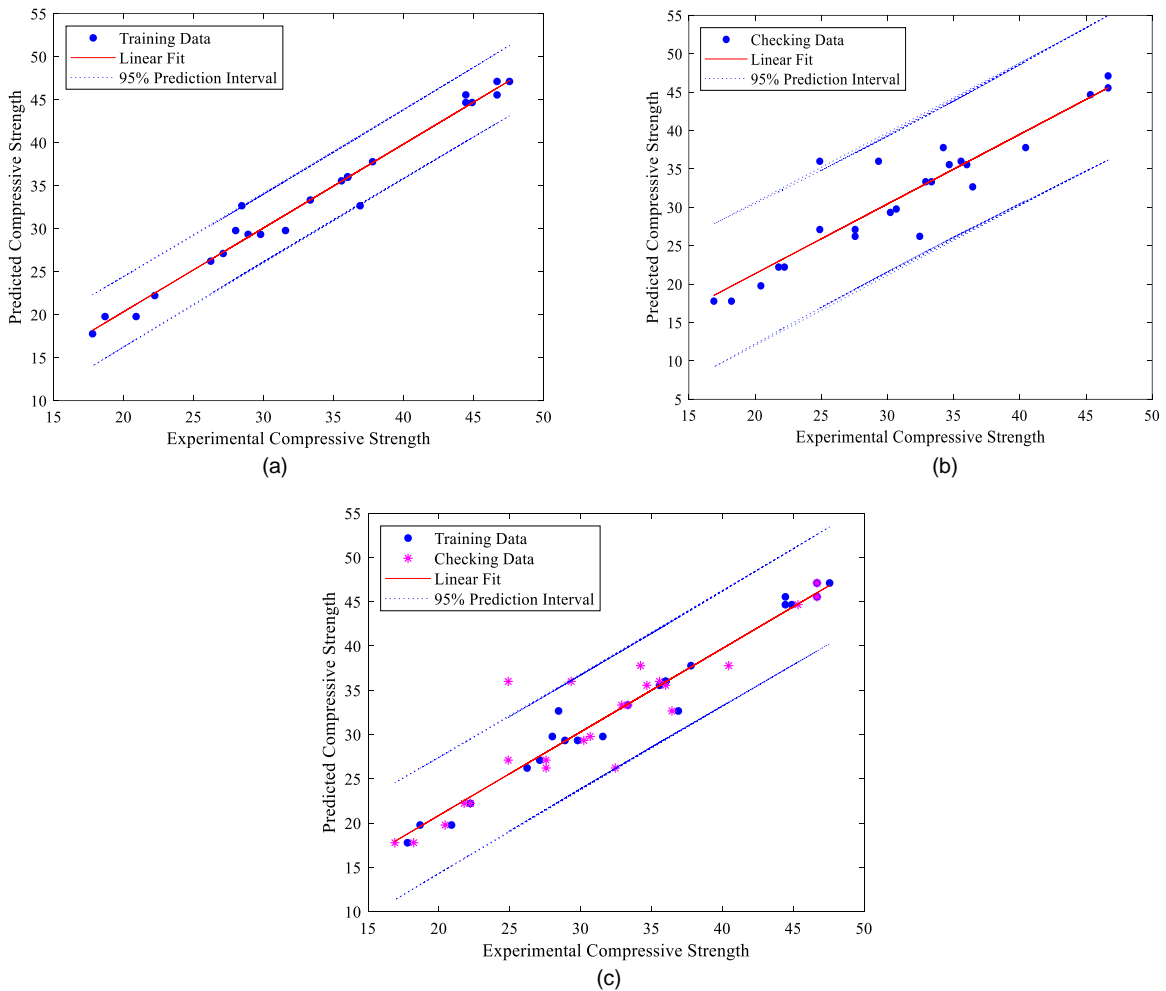 55
50
45
40
35
30
25
20
15
10
Predicted Compressive Strength
Training Data
Linear Fit
95% Prediction Interval
15 20 25 30 35 40 45 50
Experimental Compressive Strength
(a)
55
50
45
40
35
30
25
20
15
10
5
Predicted Compressive Strength
Checking Data
Linear Fit
95% Prediction Interval
15 20 25 30 35 40 45 50
Experimental Compressive Strength
(b)
55
50
45
40
35
30
25
20
15
10
Predicted Compressive Strength
Training Data
Checking Data
Linear Fit
95% Prediction Interval
15 20 25 30 35 40 45 50
Experimental Compressive Strength
(c)